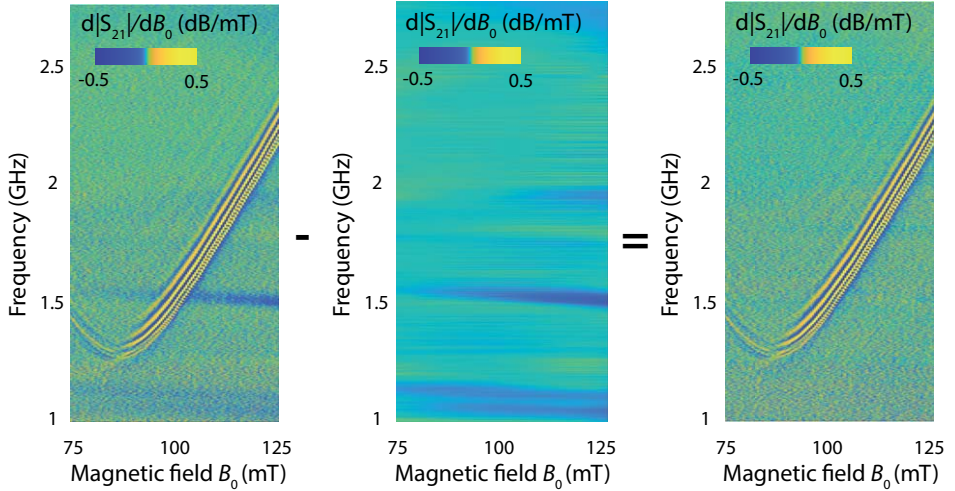 d|S₂₁|/dB₀ (dB/mT)
-0.5 0.5
Frequency (GHz)
2.5
2
1.5
1
75 100 125
Magnetic field B₀ (mT)
-
d|S₂₁|/dB₀ (dB/mT)
-0.5 0.5
Frequency (GHz)
2.5
2
1.5
1
75 100 125
Magnetic field B₀ (mT)
=
d|S₂₁|/dB₀ (dB/mT)
-0.5 0.5
Frequency (GHz)
2.5
2
1.5
1
75 100 125
Magnetic field B₀ (mT)